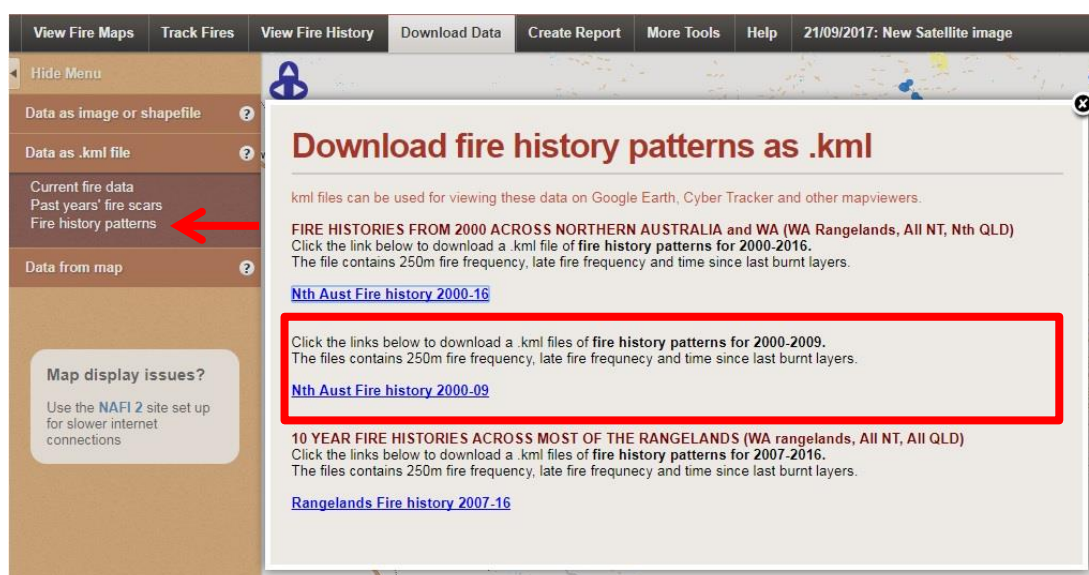 View Fire Maps Track Fires View Fire History Download Data Create Report More Tools Help 21/09/2017: New Satellite image
Hide Menu
Data as image or shapefile ?
Data as .kml file ?
Current fire data
Past years' fire scars
Fire history patterns
Data from map ?
Map display issues?
Use the NAFI 2 site set up
for slower internet
connections
Download fire history patterns as .kml
kml files can be used for viewing these data on Google Earth, Cyber Tracker and other mapviewers.
FIRE HISTORIES FROM 2000 ACROSS NORTHERN AUSTRALIA and WA (WA Rangelands, All NT, Nth QLD)
Click the link below to download a .kml file of fire history patterns for 2000-2016.
The file contains 250m fire frequency, late fire frequency and time since last burnt layers.
Nth Aust Fire history 2000-16
Click the links below to download a .kml files of fire history patterns for 2000-2009.
The files contains 250m fire frequency, late fire frequnecy and time since last burnt layers.
Nth Aust Fire history 2000-09
10 YEAR FIRE HISTORIES ACROSS MOST OF THE RANGELANDS (WA rangelands, All NT, All QLD)
Click the links below to download a .kml files of fire history patterns for 2007-2016.
The files contains 250m fire frequency, late fire frequnecy and time since last burnt layers.
Rangelands Fire history 2007-16